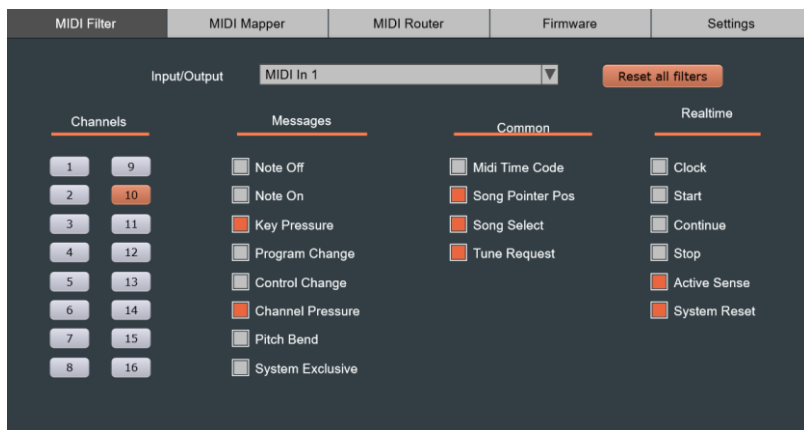 MIDI Filter MIDI Mapper MIDI Router Firmware Settings
Input/Output MIDI In 1 Reset all filters
Channels Messages Common Realtime
1 9 Note Off Midi Time Code Clock
2 10 Note On Song Pointer Pos Start
3 11 Key Pressure Song Select Continue
4 12 Program Change Tune Request Stop
5 13 Control Change Active Sense
6 14 Channel Pressure System Reset
7 15 Pitch Bend
8 16 System Exclusive